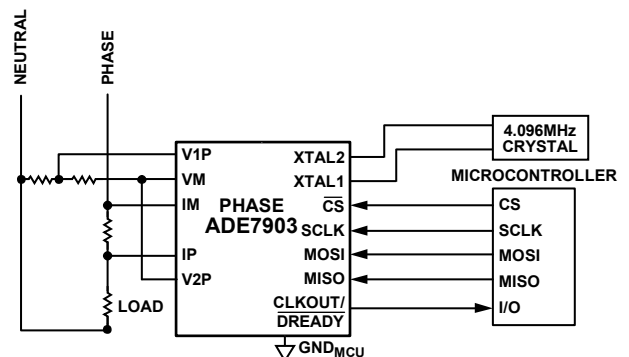 NEUTRAL
PHASE
V1P
VM
IM
IP
V2P
LOAD
PHASE
ADE7903
XTAL2
XTAL1
CS
SCLK
MOSI
MISO
CLKOUT/
DREADY
GNDMCU
4.096MHz
CRYSTAL
MICROCONTROLLER
CS
SCLK
MOSI
MISO
I/O